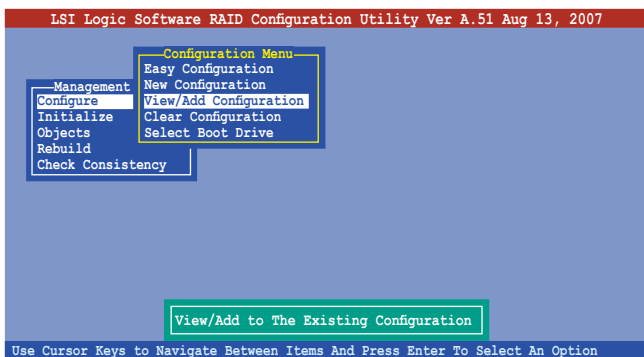 LSI Logic Software RAID Configuration Utility Ver A.51 Aug 13, 2007
Management
Configure
Initialize
Objects
Rebuild
Check Consistency
Configuration Menu
Easy Configuration
New Configuration
View/Add Configuration
Clear Configuration
Select Boot Drive
View/Add to The Existing Configuration
Use Cursor Keys to Navigate Between Items And Press Enter To Select An Option